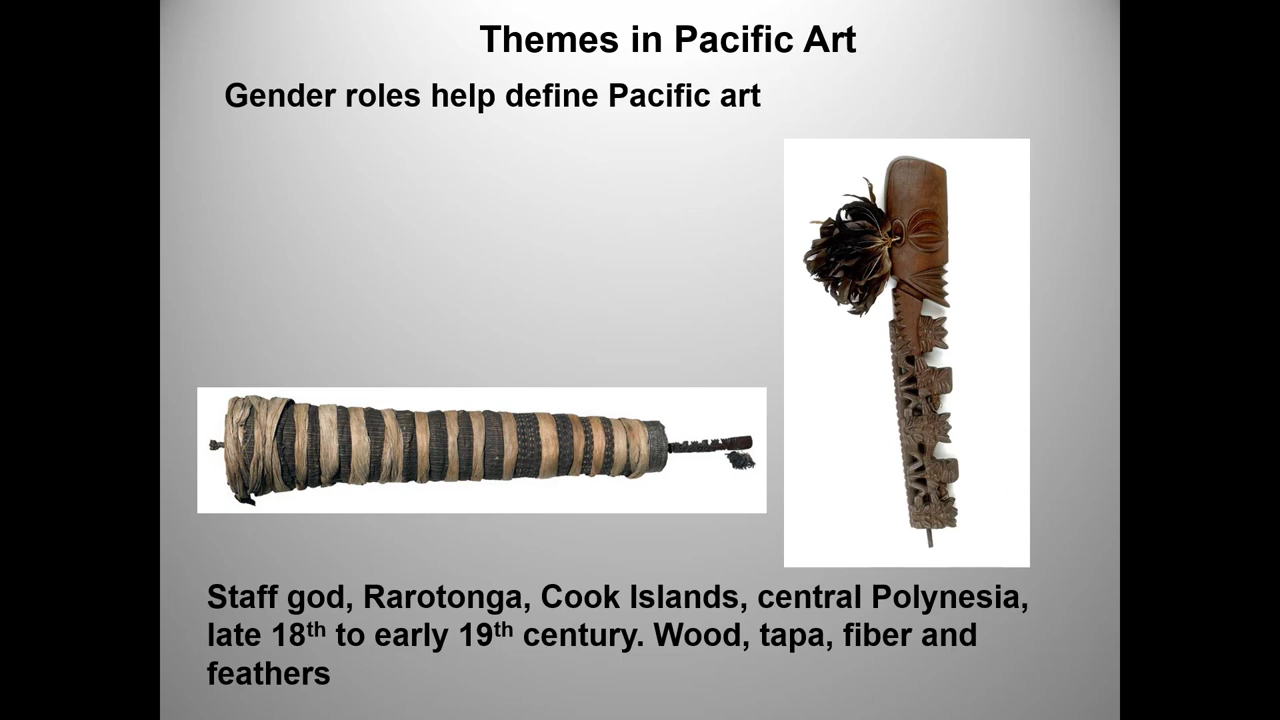 Themes in Pacific Art
Gender roles help define Pacific art
Staff god, Rarotonga, Cook Islands, central Polynesia,
late 18th to early 19th century. Wood, tapa, fiber and
feathers